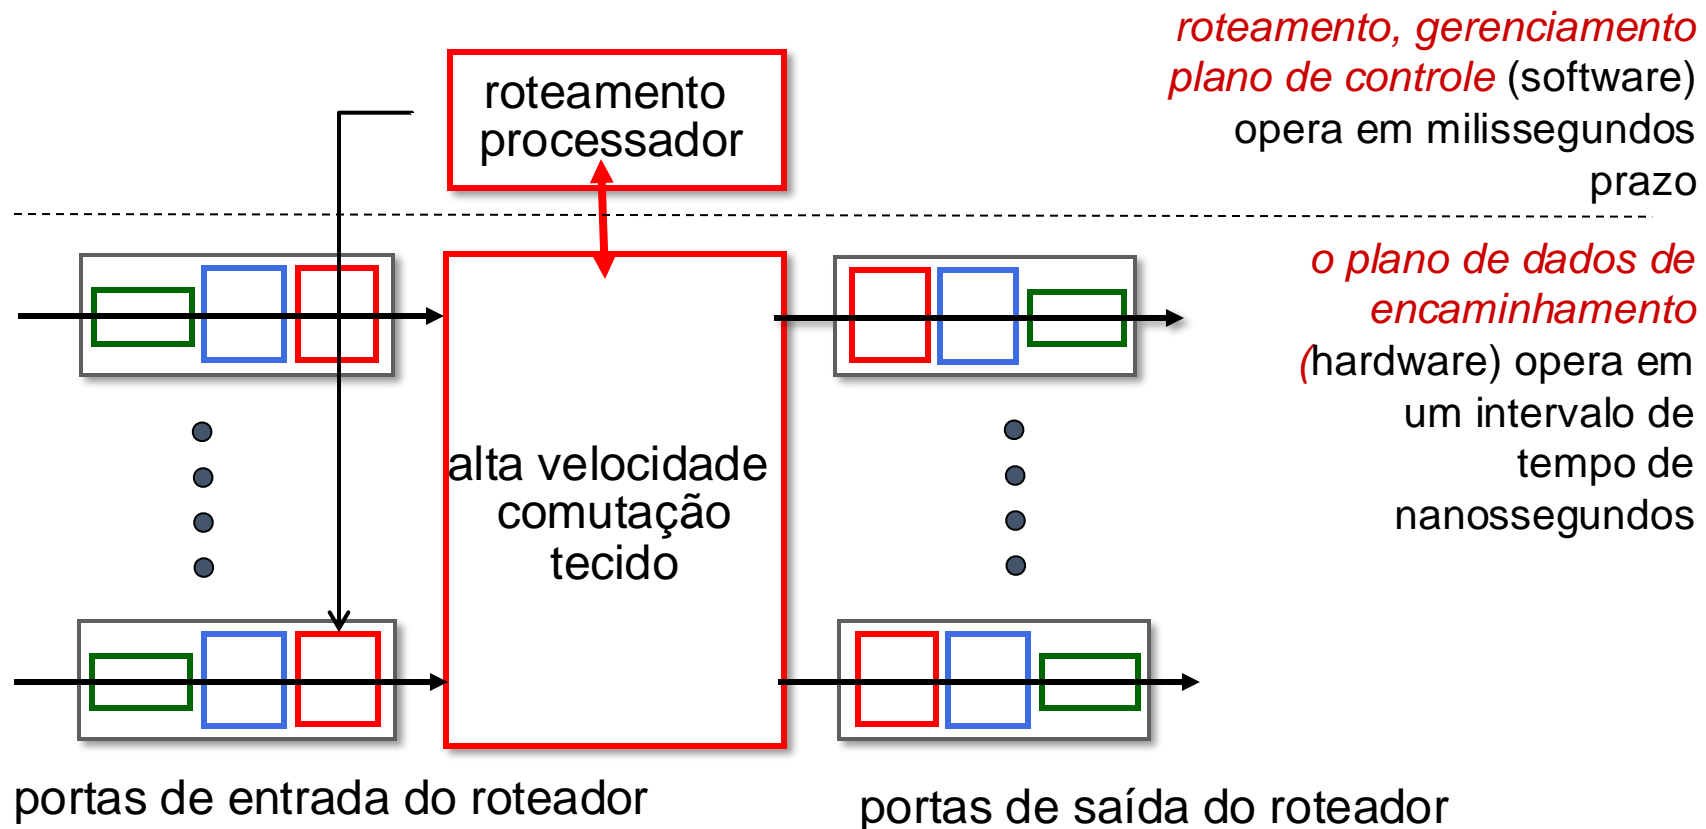 roteamento, gerenciamento
plano de controle (software)
opera em milissegundos
prazo
roteamento
processador
o plano de dados de
encaminhamento
(hardware) opera em
um intervalo de
tempo de
nanossegundos
alta velocidade
comutação
tecido
portas de entrada do roteador
portas de saída do roteador